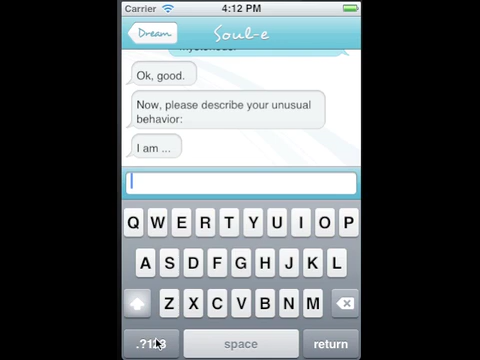 Carrier 4:12 PM
Dream Soul-e
Ok, good.
Now, please describe your unusual
behavior:
I am ...
Q W E R T Y U I O P
A S D F G H J K L
Z X C V B N M
.?123 space return